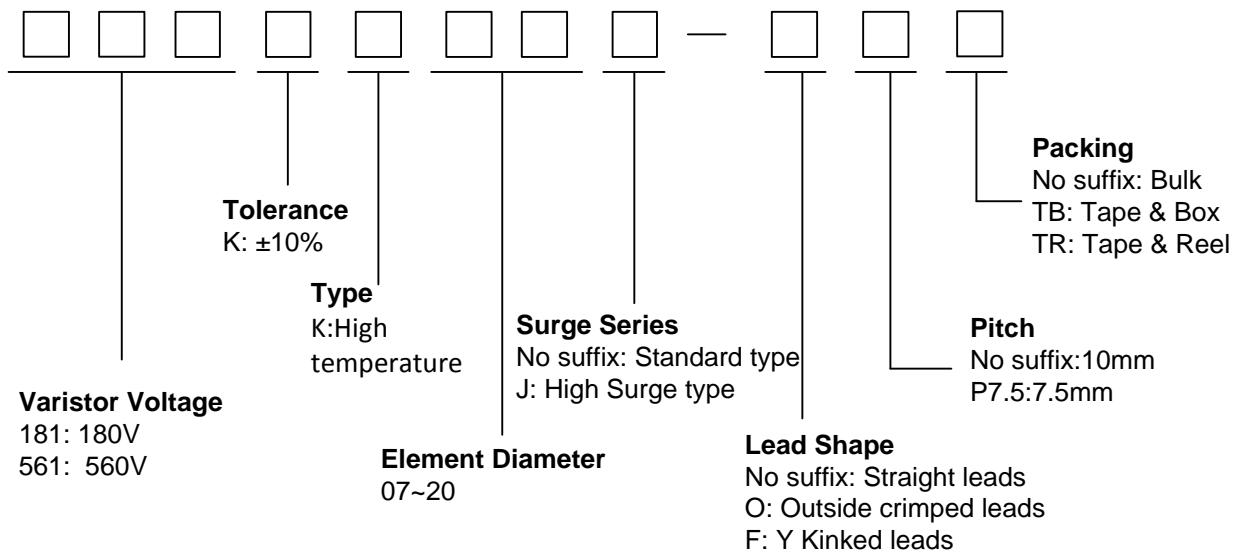 Packing
No suffix: Bulk
TB: Tape & Box
TR: Tape & Reel
Tolerance
K: ±10%
Type
K:High
temperature
Surge Series
No suffix: Standard type
J: High Surge type
Pitch
No suffix:10mm
P7.5:7.5mm
Varistor Voltage
181: 180V
561:  560V
Element Diameter
07~20
Lead Shape
No suffix: Straight leads
O: Outside crimped leads
F: Y Kinked leads